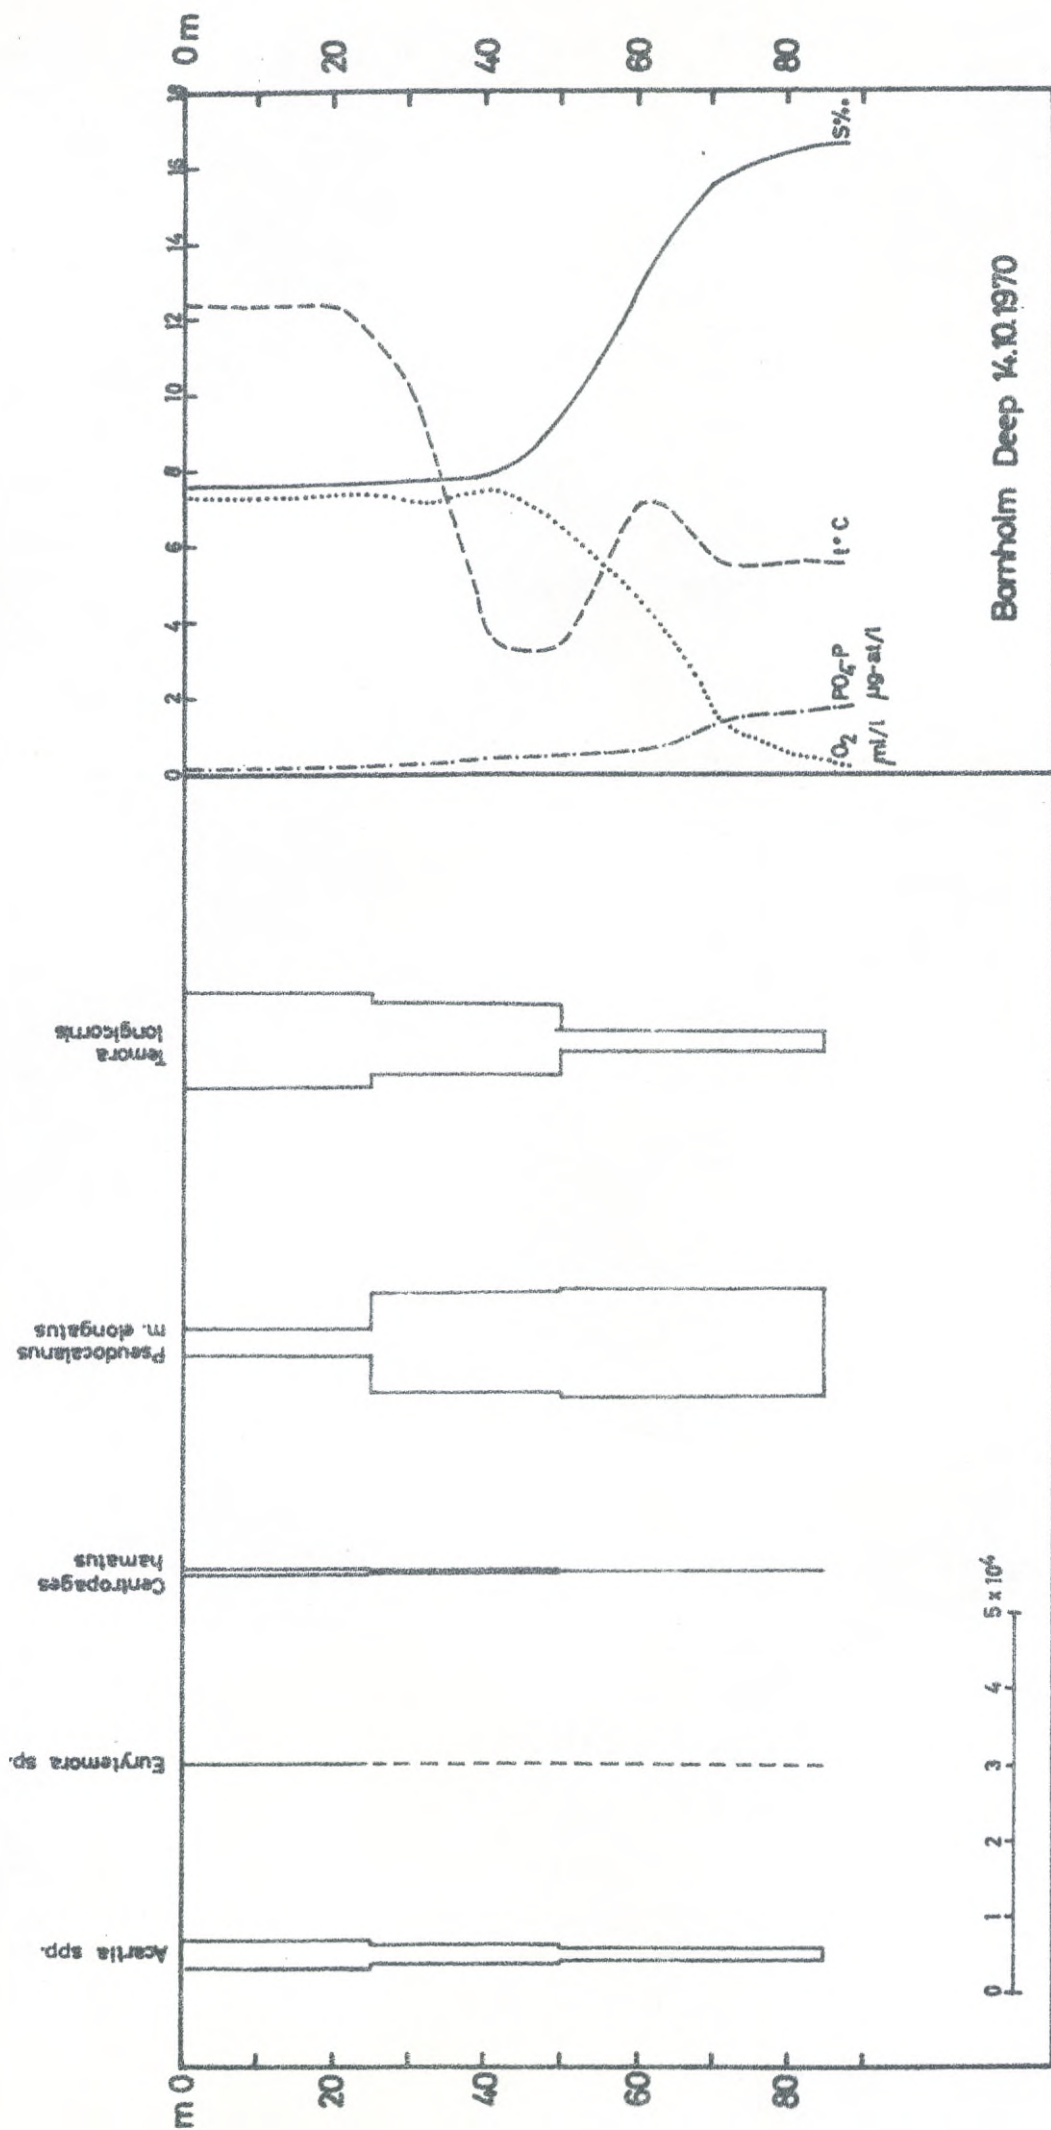 m 0
20
40
60
80
Acartia spp.
Eurytemora sp.
Centropages
hamatus
Pseudocalanus
m. elongatus
Temora
longicornis
0 1 2 3 4 5 x 10⁴
0 2 4 6 8 10 12 14 16 18
0 m
20
40
60
80
O₂
ml/l
PO₄-P
µg-at/l
t°C
S‰
Bornholm Deep 14.10.1970